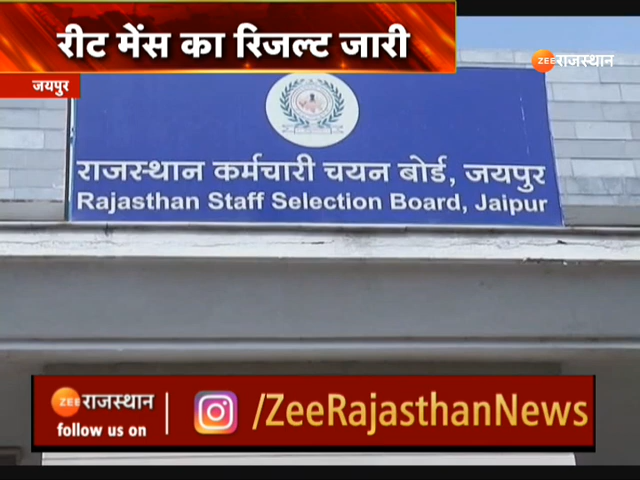 रीट मेंस का रिजल्ट जारी
ZEE राजस्थान
जयपुर
राजस्थान कर्मचारी चयन बोर्ड, जयपुर
Rajasthan Staff Selection Board, Jaipur
ZEE राजस्थान
follow us on
/ZeeRajasthanNews